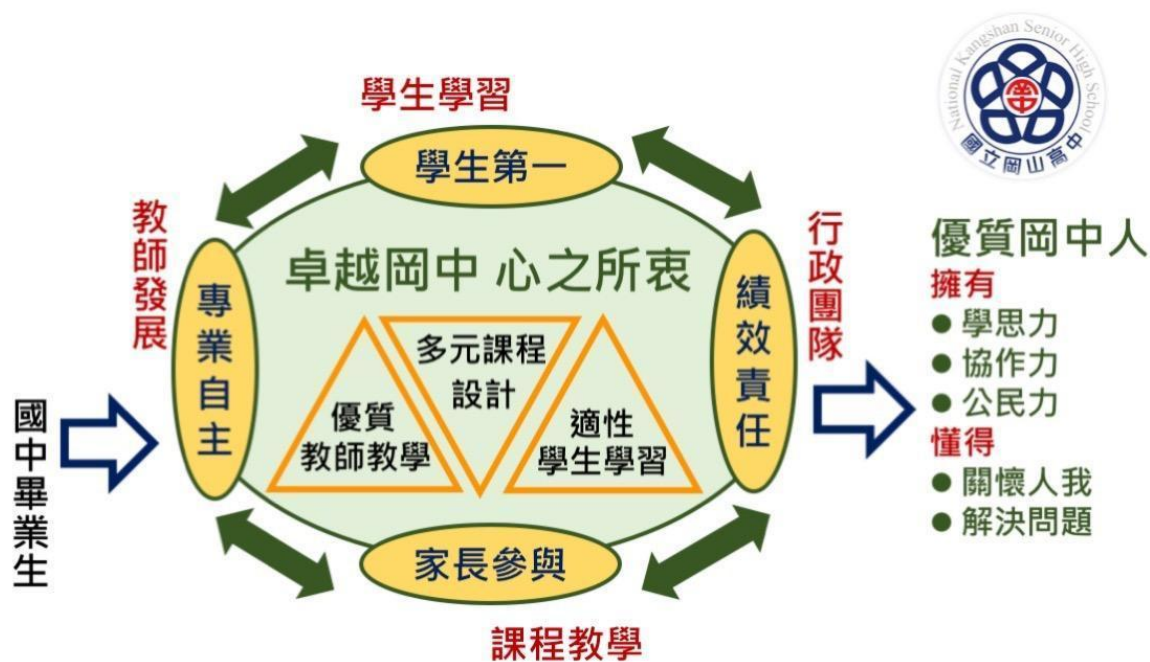 National Kangshan Senior High School
國立岡山高中
學生學習
學生第一
教師發展
專業自主
卓越岡中 心之所衷
多元課程
設計
優質
教師教學
適性
學生學習
績效責任
行政團隊
家長參與
課程教學
國中畢業生
優質岡中人
擁有
● 學思力
● 協作力
● 公民力
懂得
● 關懷人我
● 解決問題